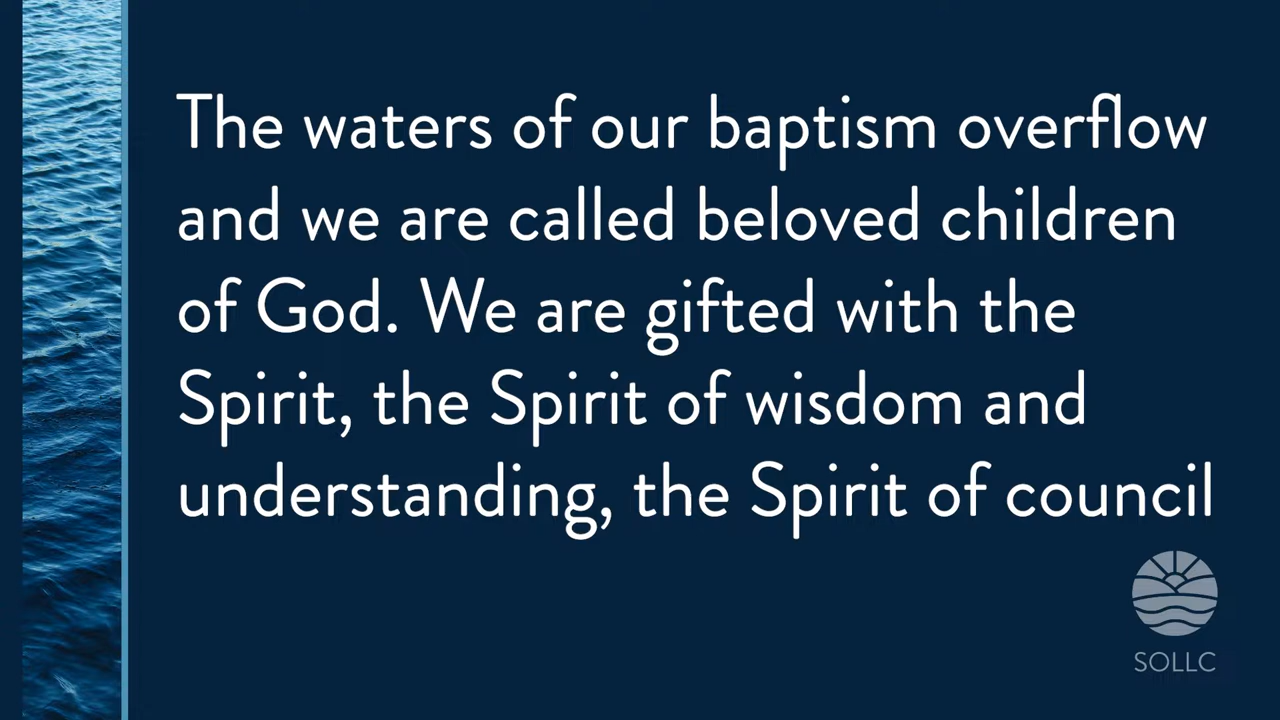 The waters of our baptism overflow
and we are called beloved children
of God. We are gifted with the
Spirit, the Spirit of wisdom and
understanding, the Spirit of council
SOLLC